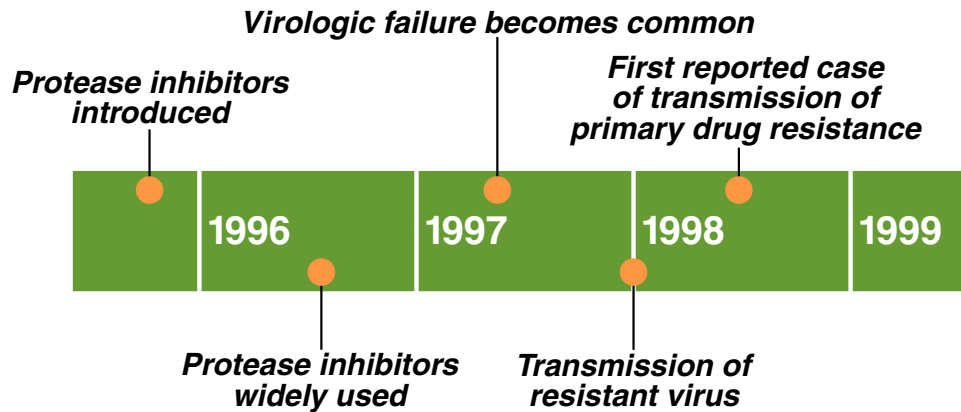 Virologic failure becomes common
Protease inhibitors
introduced
First reported case
of transmission of
primary drug resistance
1996
1997
1998
1999
Protease inhibitors
widely used
Transmission of
resistant virus